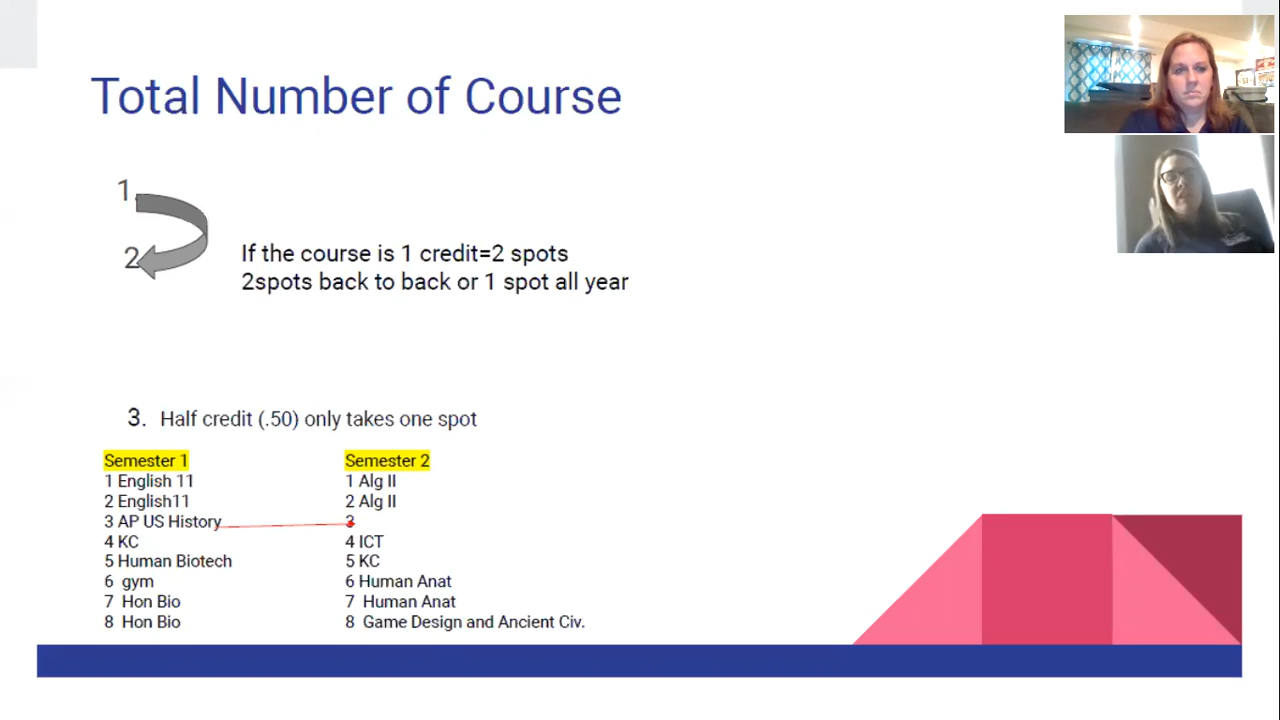 Total Number of Course
1
2
If the course is 1 credit=2 spots
2spots back to back or 1 spot all year
3. Half credit (.50) only takes one spot
Semester 1
1 English 11
2 English11
3 AP US History
4 KC
5 Human Biotech
6 gym
7 Hon Bio
8 Hon Bio
Semester 2
1 Alg II
2 Alg II
3
4 ICT
5 KC
6 Human Anat
7 Human Anat
8 Game Design and Ancient Civ.